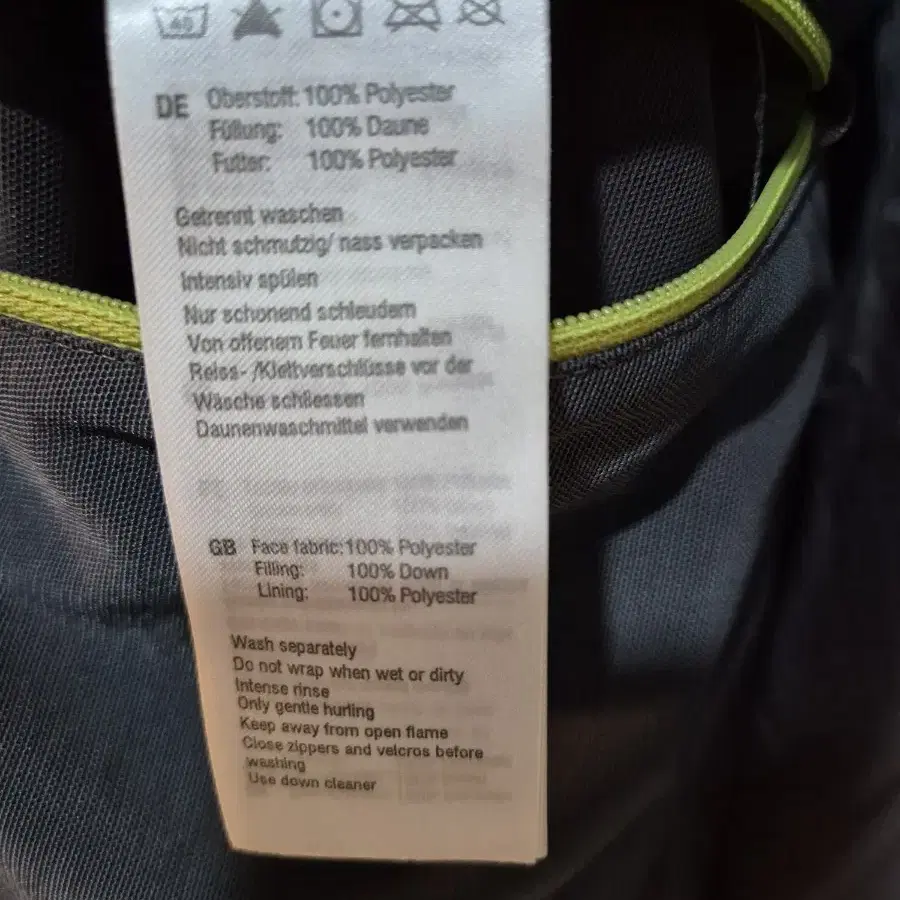 40
DE Oberstoff: 100% Polyester
Füllung: 100% Daune
Futter: 100% Polyester
Getrennt waschen
Nicht schmutzig/ nass verpacken
Intensiv spülen
Nur schonend schleudern
Von offenem Feuer fernhalten
Reiss- /Klettverschlüsse vor der
Wäsche schliessen
Daunenwaschmittel verwenden
GB Face fabric: 100% Polyester
Filling: 100% Down
Lining: 100% Polyester
Wash separately
Do not wrap when wet or dirty
Intense rinse
Only gentle hurling
Keep away from open flame
Close zippers and velcros before
washing
Use down cleaner